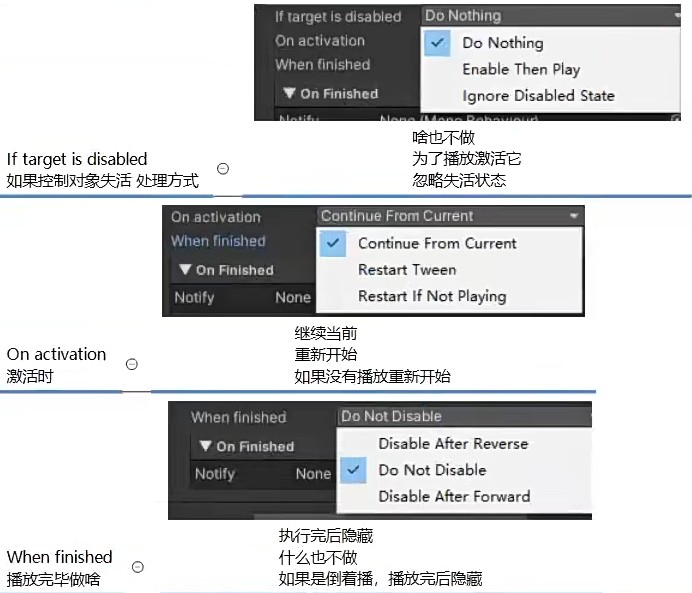 If target is disabled Do Nothing
On activation
When finished
On Finished
Notify None (Mono Behaviour)
Do Nothing
Enable Then Play
Ignore Disabled State
啥也不做
为了播放激活它
忽略失活状态
If target is disabled
如果控制对象失活 处理方式
On activation Continue From Current
When finished
On Finished
Notify None
Continue From Current
Restart Tween
Restart If Not Playing
继续当前
重新开始
如果没有播放重新开始
On activation
激活时
When finished Do Not Disable
On Finished
Notify None
Disable After Reverse
Do Not Disable
Disable After Forward
执行完后隐藏
什么也不做
如果是倒着播，播放完后隐藏
When finished
播放完毕做啥